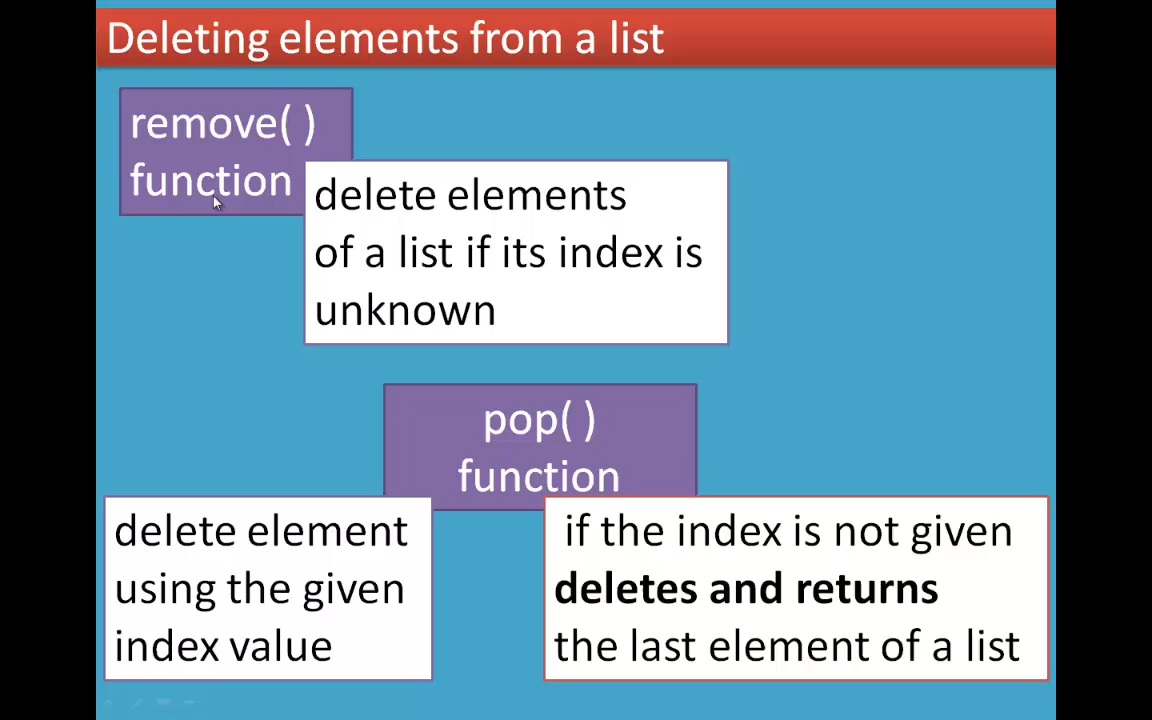 Deleting elements from a list
remove( )
function
delete elements
of a list if its index is
unknown
pop( )
function
delete element
using the given
index value
if the index is not given
deletes and returns
the last element of a list